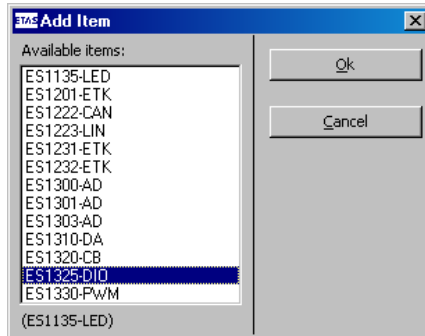 ETAS Add Item
Available items:
ES1135-LED
ES1201-ETK
ES1222-CAN
ES1223-LIN
ES1231-ETK
ES1232-ETK
ES1300-AD
ES1301-AD
ES1303-AD
ES1310-DA
ES1320-CB
ES1325-DIO
ES1330-PWM
(ES1135-LED)
Ok
Cancel